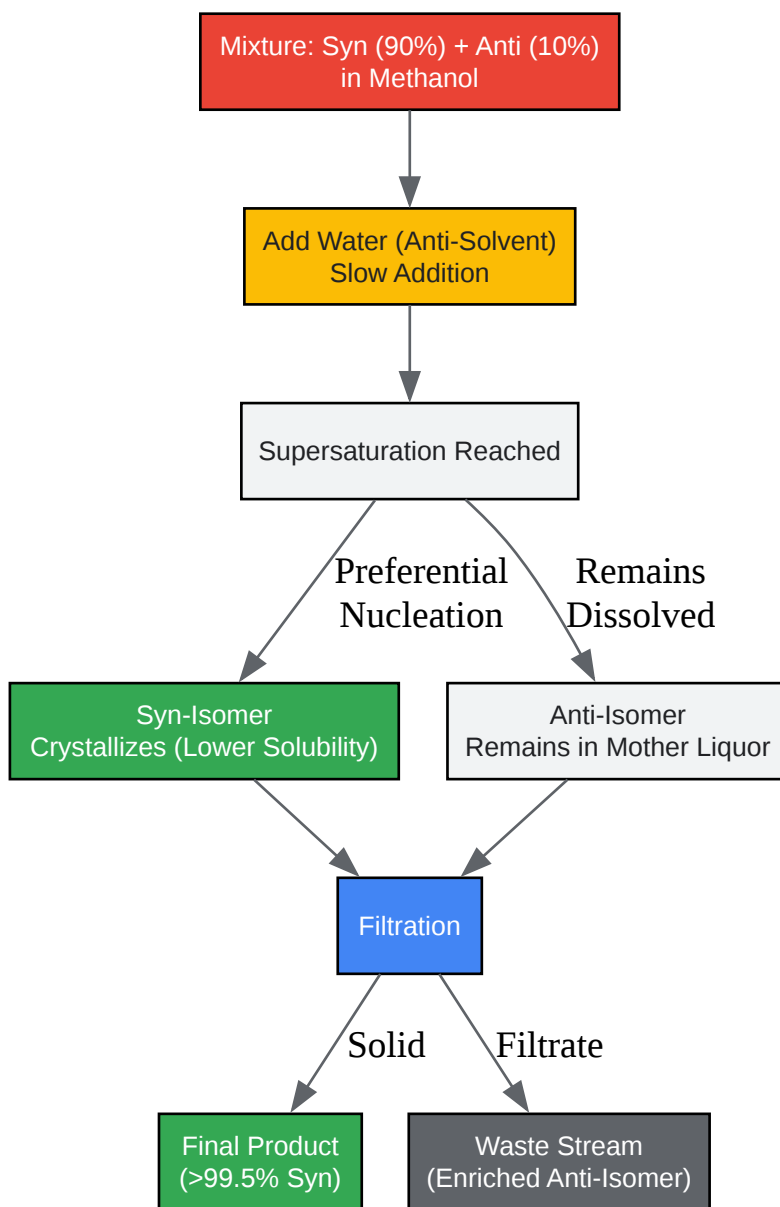 Mixture: Syn (90%) + Anti (10%)
in Methanol
Add Water (Anti-Solvent)
Slow Addition
Supersaturation Reached
Preferential
Nucleation
Remains
Dissolved
Syn-Isomer
Crystallizes (Lower Solubility)
Anti-Isomer
Remains in Mother Liquor
Filtration
Solid
Filtrate
Final Product
(>99.5% Syn)
Waste Stream
(Enriched Anti-Isomer)